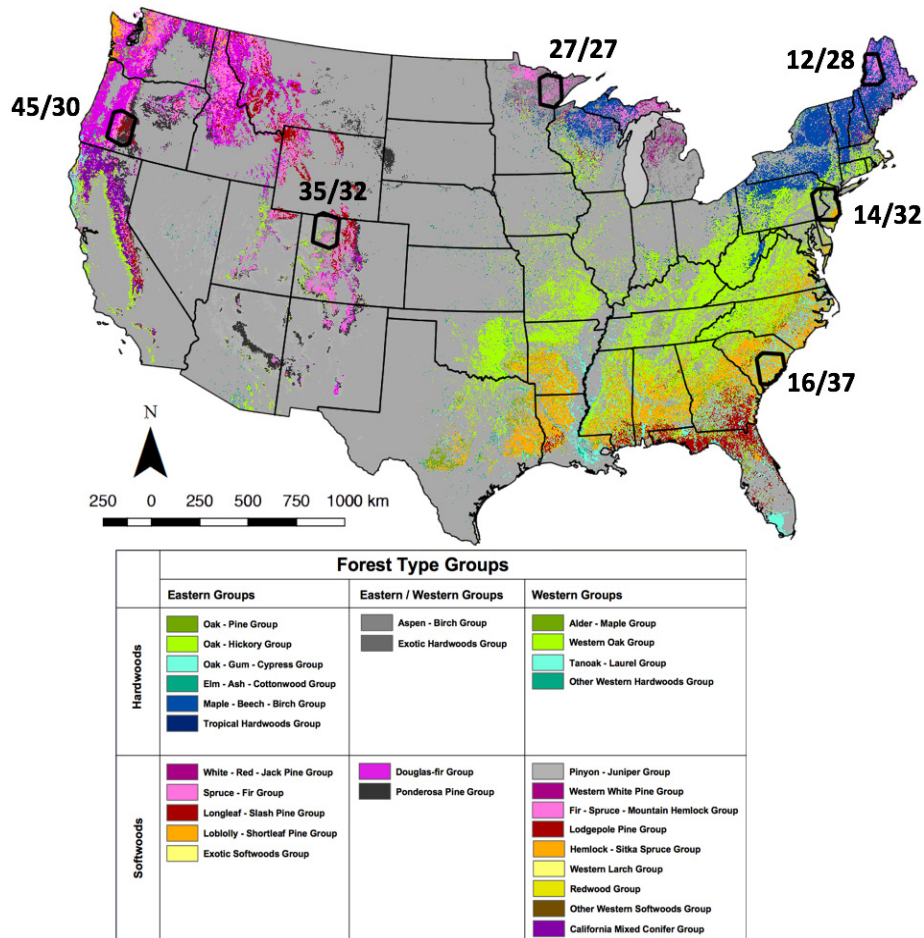 27/27
12/28
45/30
35/32
14/32
16/37
N
250 0 250 500 750 1000 km
Forest Type Groups
Eastern Groups
Eastern / Western Groups
Western Groups
Hardwoods
Oak - Pine Group
Oak - Hickory Group
Oak - Gum - Cypress Group
Elm - Ash - Cottonwood Group
Maple - Beech - Birch Group
Tropical Hardwoods Group
Aspen - Birch Group
Exotic Hardwoods Group
Alder - Maple Group
Western Oak Group
Tanoak - Laurel Group
Other Western Hardwoods Group
Softwoods
White - Red - Jack Pine Group
Spruce - Fir Group
Longleaf - Slash Pine Group
Loblolly - Shortleaf Pine Group
Exotic Softwoods Group
Douglas-fir Group
Ponderosa Pine Group
Pinyon - Juniper Group
Western White Pine Group
Fir - Spruce - Mountain Hemlock Group
Lodgepole Pine Group
Hemlock - Sitka Spruce Group
Western Larch Group
Redwood Group
Other Western Softwoods Group
California Mixed Conifer Group